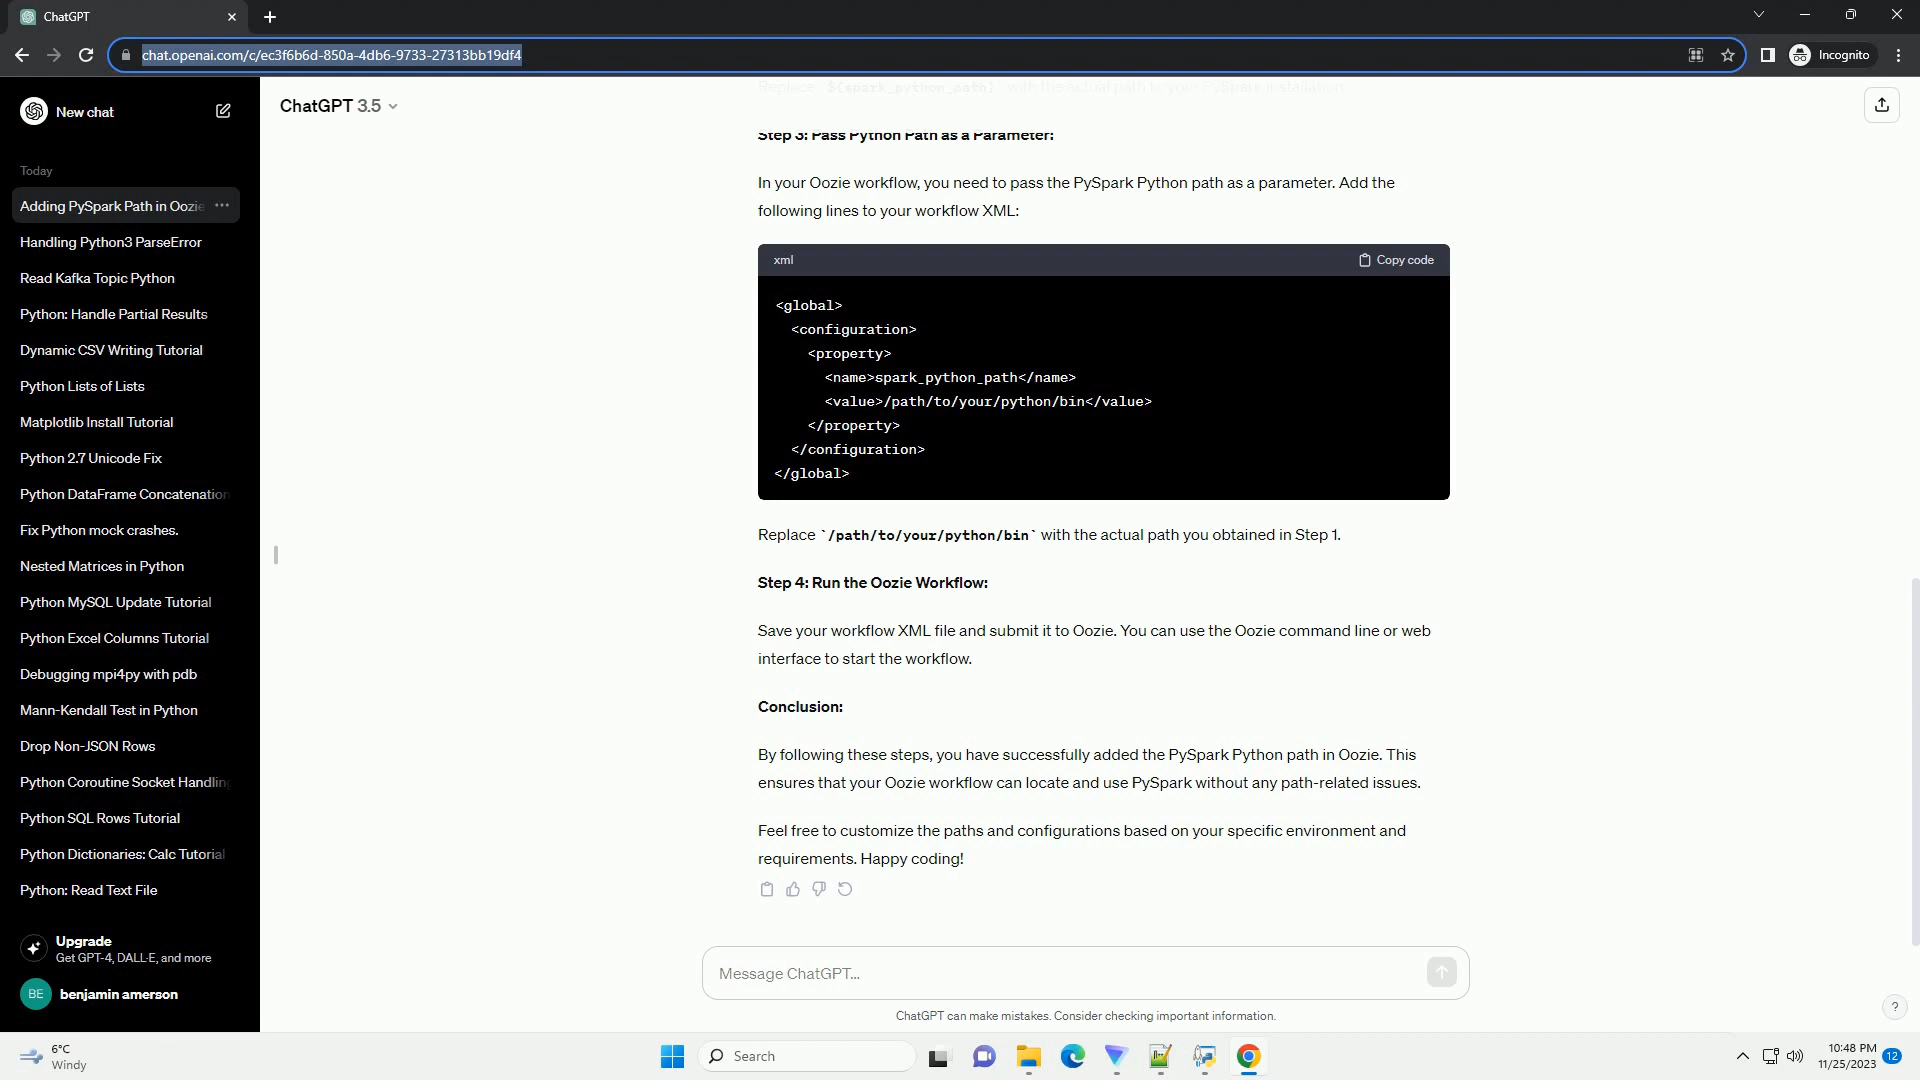 ChatGPT
chat.openai.com/c/ec3f6b6d-850a-4db6-9733-27313bb19df4
Incognito
New chat
Today
Adding PySpark Path in Oozie
Handling Python3 ParseError
Read Kafka Topic Python
Python: Handle Partial Results
Dynamic CSV Writing Tutorial
Python Lists of Lists
Matplotlib Install Tutorial
Python 2.7 Unicode Fix
Python DataFrame Concatenation
Fix Python mock crashes.
Nested Matrices in Python
Python MySQL Update Tutorial
Python Excel Columns Tutorial
Debugging mpi4py with pdb
Mann-Kendall Test in Python
Drop Non-JSON Rows
Python Coroutine Socket Handling
Python SQL Rows Tutorial
Python Dictionaries: Calc Tutorial
Python: Read Text File
Upgrade
Get GPT-4, DALL·E, and more
BE benjamin amerson
ChatGPT 3.5
Replace `${spark_python_path}` with the actual path to your PySpark installation.
Step 3: Pass Python Path as a Parameter:
In your Oozie workflow, you need to pass the PySpark Python path as a parameter. Add the
following lines to your workflow XML:
xml Copy code
<global>
  <configuration>
    <property>
      <name>spark_python_path</name>
      <value>/path/to/your/python/bin</value>
    </property>
  </configuration>
</global>
Replace `/path/to/your/python/bin` with the actual path you obtained in Step 1.
Step 4: Run the Oozie Workflow:
Save your workflow XML file and submit it to Oozie. You can use the Oozie command line or web
interface to start the workflow.
Conclusion:
By following these steps, you have successfully added the PySpark Python path in Oozie. This
ensures that your Oozie workflow can locate and use PySpark without any path-related issues.
Feel free to customize the paths and configurations based on your specific environment and
requirements. Happy coding!
Message ChatGPT...
ChatGPT can make mistakes. Consider checking important information.
?
6°C
Windy
Search
10:48 PM
11/25/2023
12